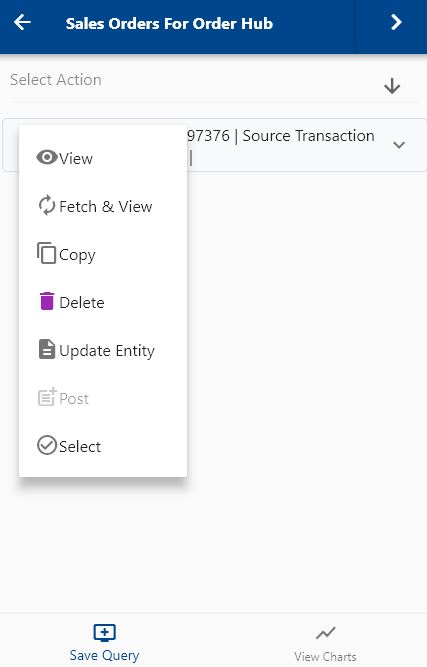 Sales Orders For Order Hub
Select Action
97376 | Source Transaction
|
View
Fetch & View
Copy
Delete
Update Entity
Post
Select
Save Query
View Charts